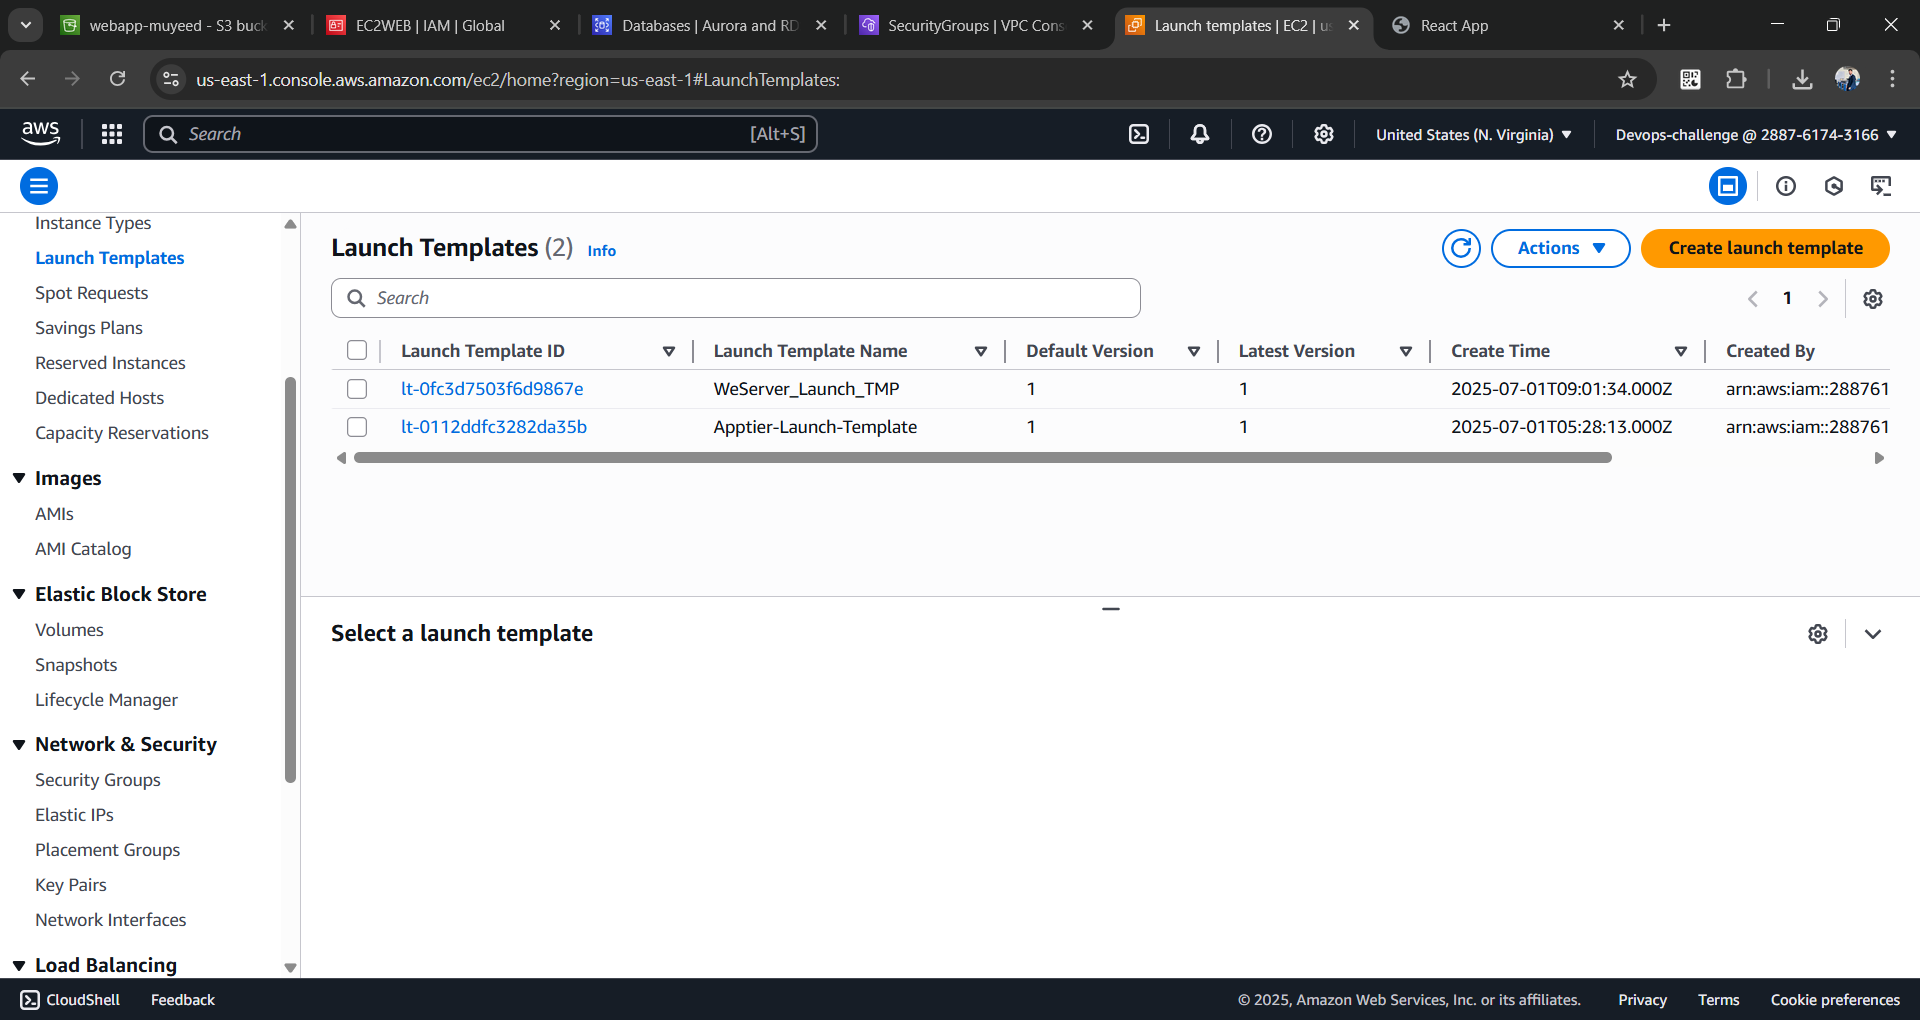 webapp-muyeed - S3 buck
EC2WEB | IAM | Global
Databases | Aurora and RD
SecurityGroups | VPC Cons
Launch templates | EC2 | us
React App
us-east-1.console.aws.amazon.com/ec2/home?region=us-east-1#LaunchTemplates:
aws
Search
[Alt+S]
United States (N. Virginia)
Devops-challenge @ 2887-6174-3166
Instance Types
Launch Templates
Spot Requests
Savings Plans
Reserved Instances
Dedicated Hosts
Capacity Reservations
Images
AMIs
AMI Catalog
Elastic Block Store
Volumes
Snapshots
Lifecycle Manager
Network & Security
Security Groups
Elastic IPs
Placement Groups
Key Pairs
Network Interfaces
Load Balancing
Launch Templates (2) Info
Actions
Create launch template
Search
1
Launch Template ID Launch Template Name Default Version Latest Version Create Time Created By
lt-0fc3d7503f6d9867e WeServer_Launch_TMP 1 1 2025-07-01T09:01:34.000Z arn:aws:iam::288761
lt-0112ddfc3282da35b Apptier-Launch-Template 1 1 2025-07-01T05:28:13.000Z arn:aws:iam::288761
Select a launch template
CloudShell Feedback © 2025, Amazon Web Services, Inc. or its affiliates. Privacy Terms Cookie preferences